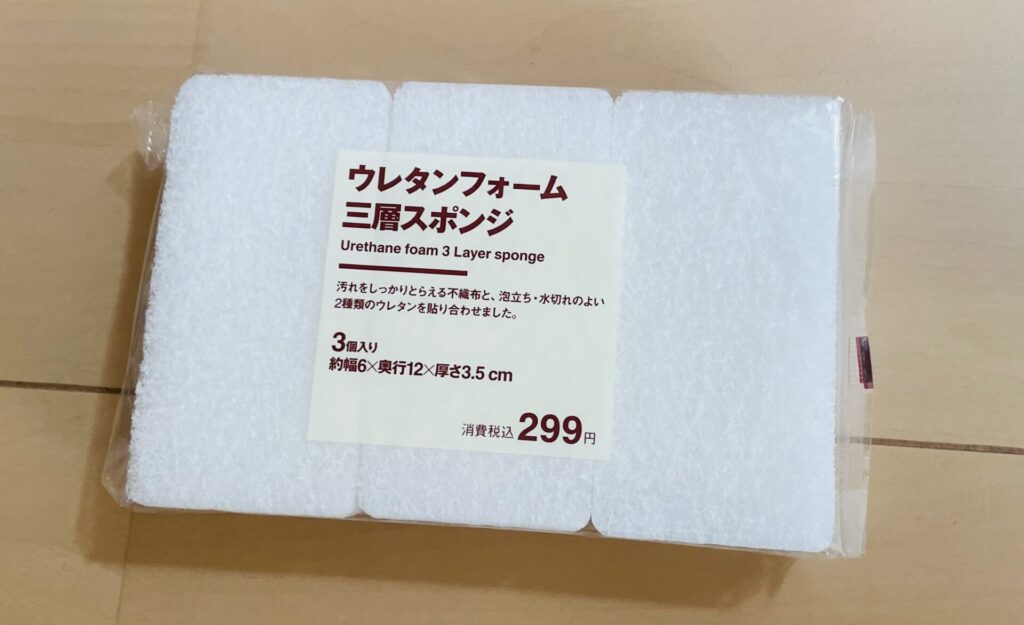 ウレタンフォーム
三層スポンジ
Urethane foam 3 Layer sponge
汚れをしっかりとらえる不織布と、泡立ち・水切れのよい
2種類のウレタンを貼り合わせました。
3個入り
約幅6×奥行12×厚さ3.5 cm
消費税込 299円